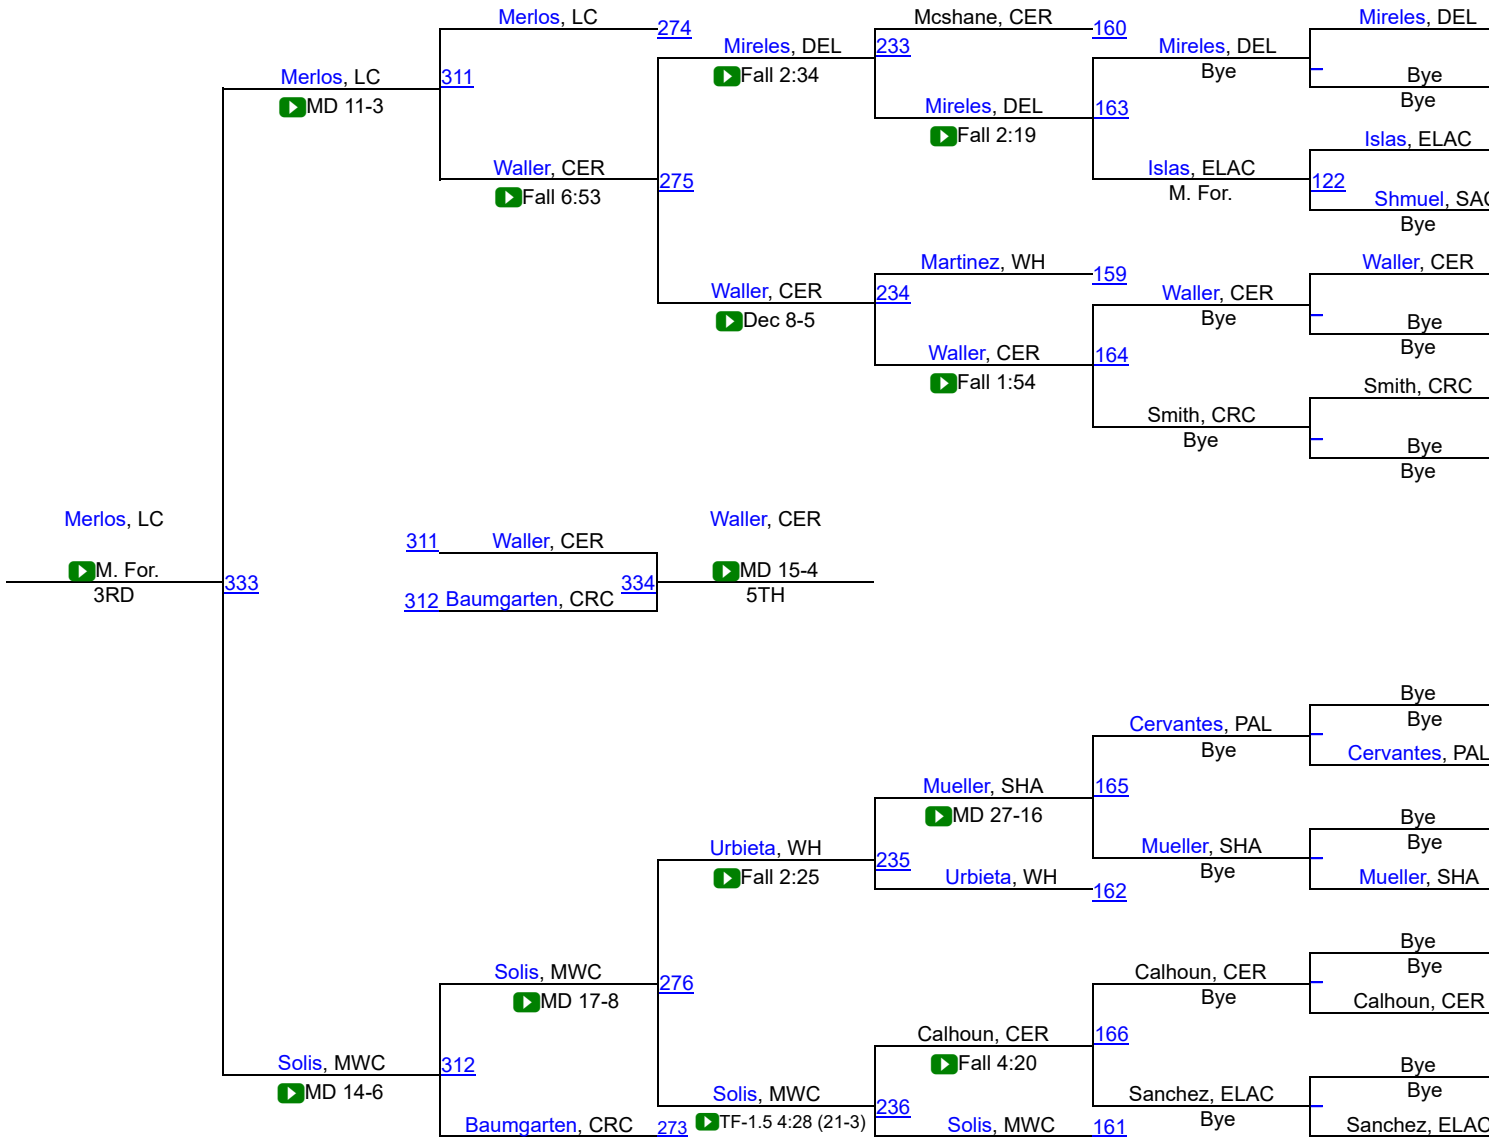 Merlos, LC
274
Mcshane, CER
160
Mireles, DEL
Mireles, DEL
233
Mireles, DEL
Fall 2:34
Bye
Bye
Bye
Merlos, LC
311
MD 11-3
Mireles, DEL
163
Fall 2:19
Islas, ELAC
Waller, CER
275
Fall 6:53
Islas, ELAC
M. For.
122
Shmuel, SAC
Bye
Martinez, WH
159
Waller, CER
Waller, CER
234
Dec 8-5
Waller, CER
Bye
Bye
Bye
Waller, CER
164
Fall 1:54
Smith, CRC
Smith, CRC
Bye
Bye
Bye
Merlos, LC
M. For.
3RD
333
311
Waller, CER
312
Baumgarten, CRC
334
Waller, CER
MD 15-4
5TH
Bye
Bye
Cervantes, PAL
Bye
Cervantes, PAL
Mueller, SHA
165
MD 27-16
Bye
Bye
Urbieta, WH
235
Fall 2:25
Mueller, SHA
Bye
Mueller, SHA
Urbieta, WH
162
Bye
Bye
Solis, MWC
276
MD 17-8
Calhoun, CER
Bye
Calhoun, CER
Calhoun, CER
166
Fall 4:20
Solis, MWC
312
MD 14-6
Bye
Bye
Solis, MWC
236
TF-1.5 4:28 (21-3)
Sanchez, ELAC
Bye
Sanchez, ELAC
Baumgarten, CRC
273
Solis, MWC
161